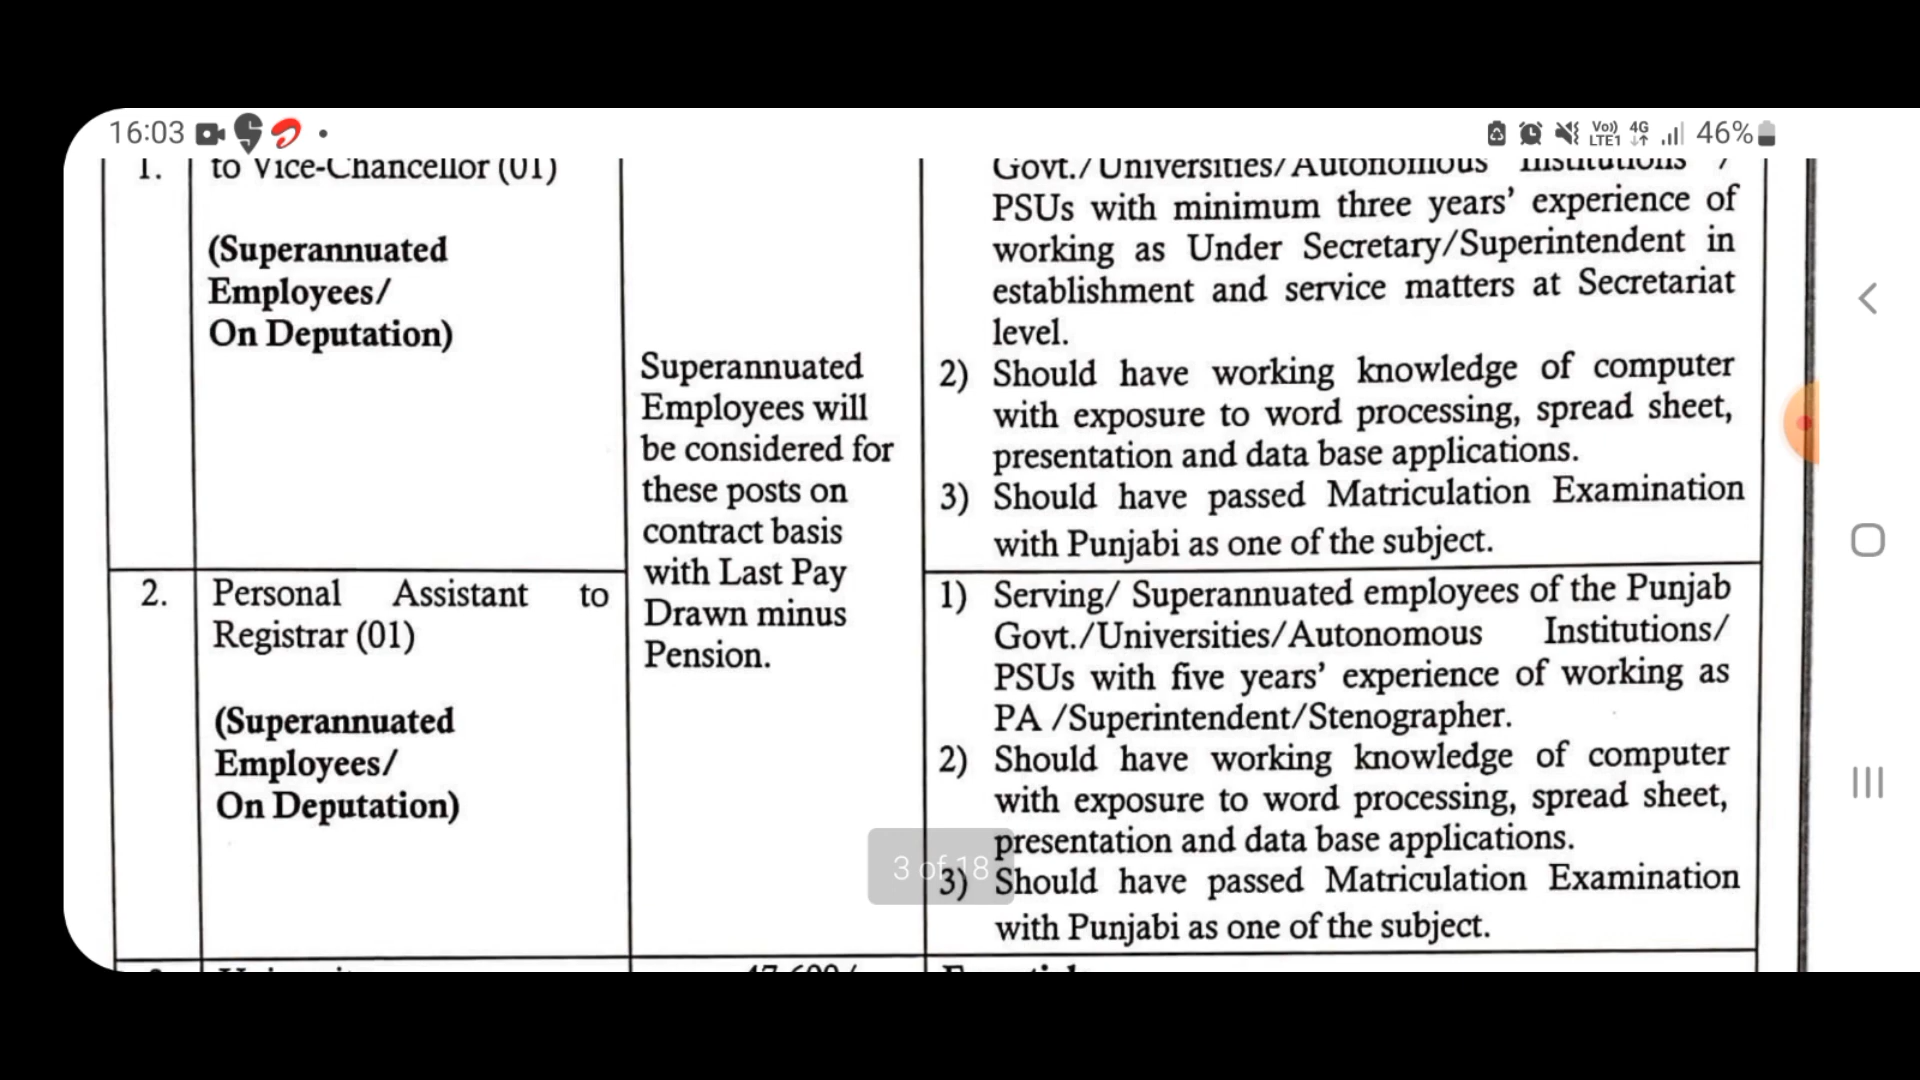 16:03
Vo)) LTE1 4G 46%
1. to Vice-Chancellor (01)
(Superannuated
Employees/
On Deputation)
Superannuated
Employees will
be considered for
these posts on
contract basis
with Last Pay
Drawn minus
Pension.
Govt./Universities/Autonomous Institutions /
PSUs with minimum three years’ experience of
working as Under Secretary/Superintendent in
establishment and service matters at Secretariat
level.
2) Should have working knowledge of computer
with exposure to word processing, spread sheet,
presentation and data base applications.
3) Should have passed Matriculation Examination
with Punjabi as one of the subject.
2. Personal Assistant to
Registrar (01)
(Superannuated
Employees/
On Deputation)
1) Serving/ Superannuated employees of the Punjab
Govt./Universities/Autonomous Institutions/
PSUs with five years’ experience of working as
PA /Superintendent/Stenographer.
2) Should have working knowledge of computer
with exposure to word processing, spread sheet,
presentation and data base applications.
3) Should have passed Matriculation Examination
with Punjabi as one of the subject.
3 of 18